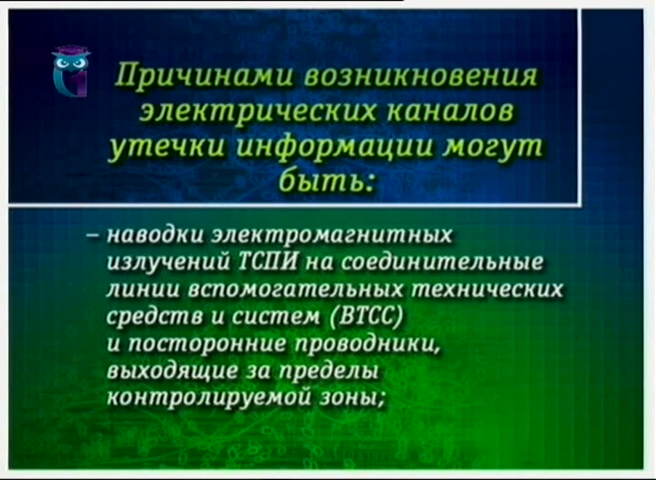 Причинами возникновения
электрических каналов
утечки информации могут
быть:
– наводки электромагнитных
излучений ТСПИ на соединительные
линии вспомогательных технических
средств и систем (ВТСС)
и посторонние проводники,
выходящие за пределы
контролируемой зоны;